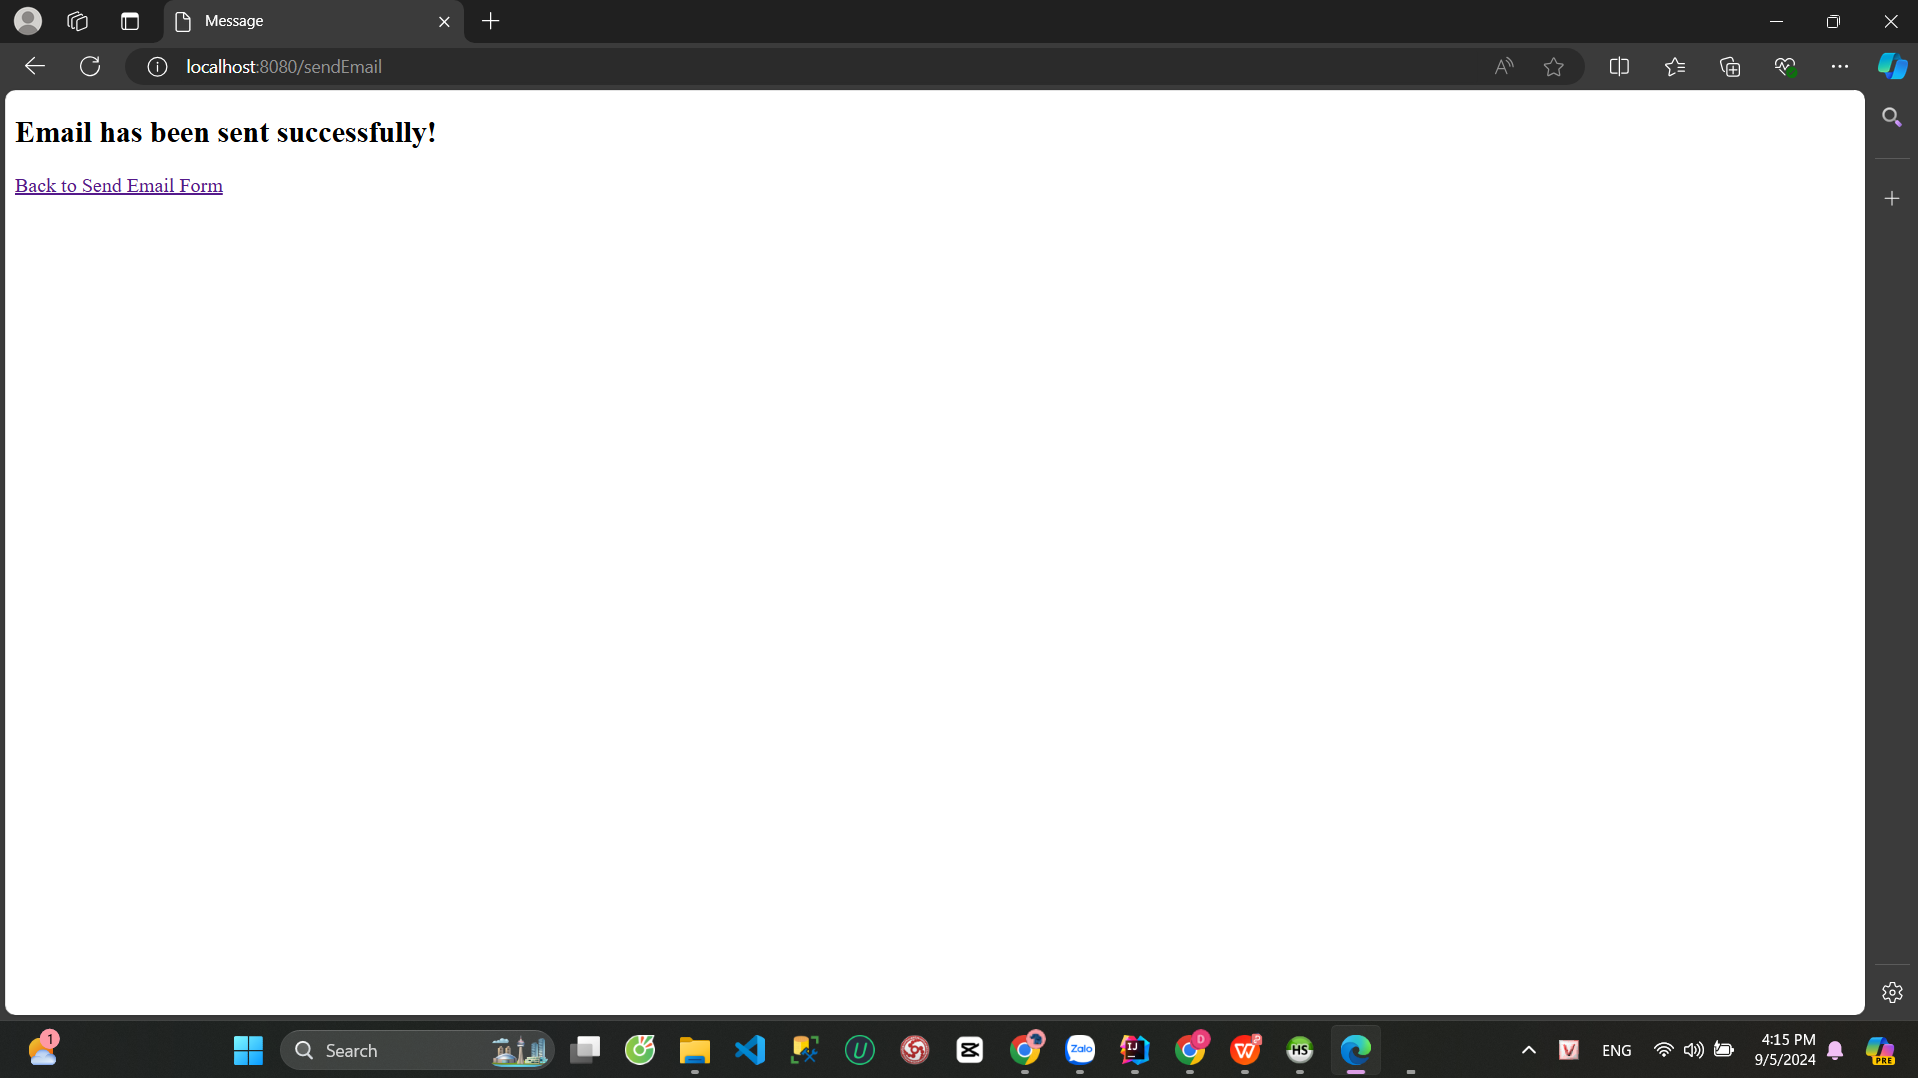 Message
localhost:8080/sendEmail
Email has been sent successfully!
Back to Send Email Form
1
Search
Zalo
IJ
D
W
P
HS
V
ENG
4:15 PM
9/5/2024
PRE